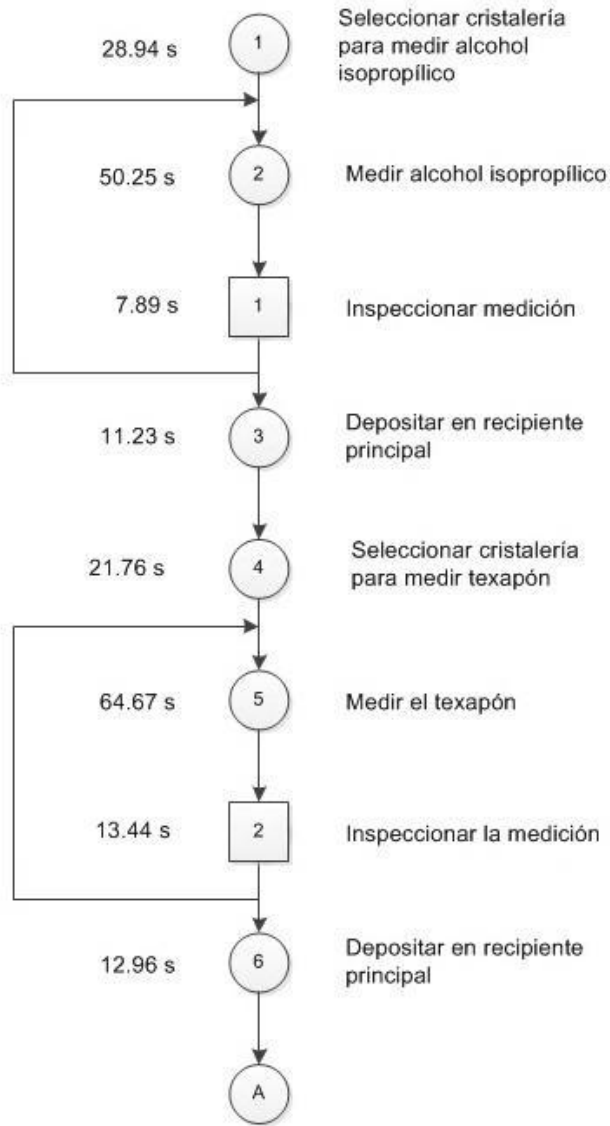 28.94 s
1
Seleccionar cristalería
para medir alcohol
isopropílico
50.25 s
2
Medir alcohol isopropílico
7.89 s
1
Inspeccionar medición
11.23 s
3
Depositar en recipiente
principal
21.76 s
4
Seleccionar cristalería
para medir texapón
64.67 s
5
Medir el texapón
13.44 s
2
Inspeccionar la medición
12.96 s
6
Depositar en recipiente
principal
A